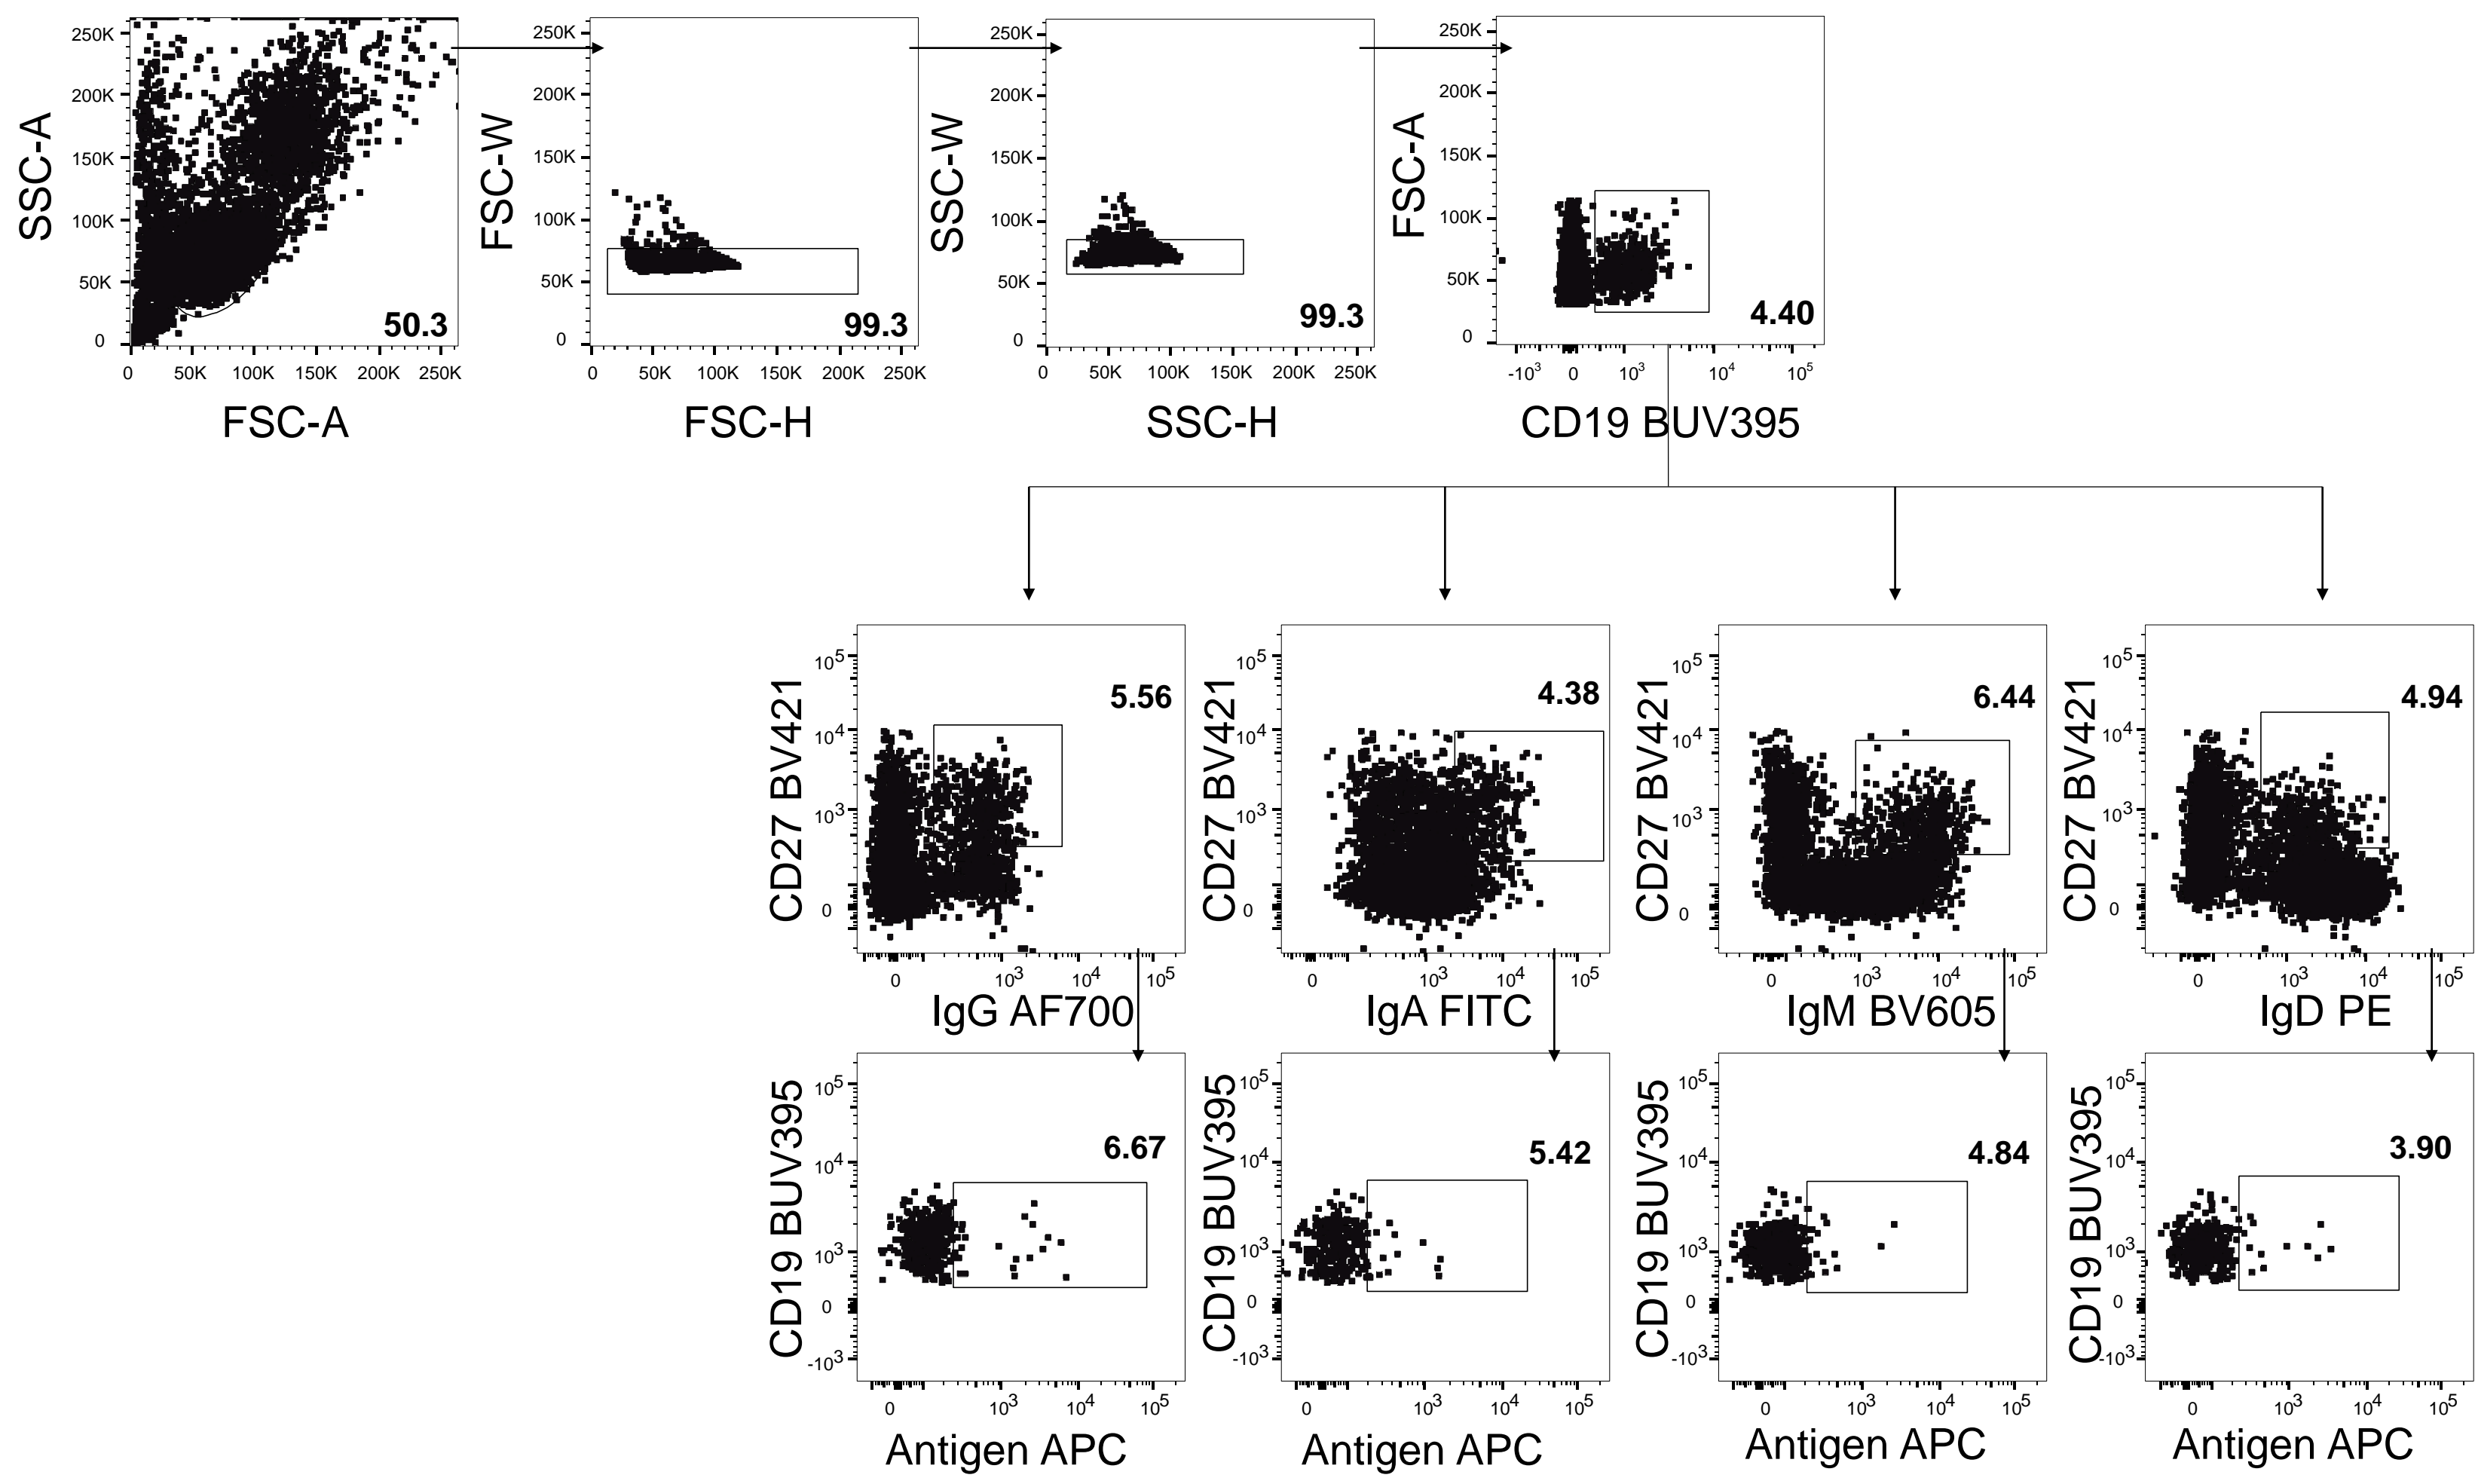 SSC-A
250K
200K
150K
100K
50K
0
50.3
0 50K 100K 150K 200K 250K
FSC-A
FSC-W
250K
200K
150K
100K
50K
0
99.3
0 50K 100K 150K 200K 250K
FSC-H
SSC-W
250K
200K
150K
100K
50K
0
99.3
0 50K 100K 150K 200K 250K
SSC-H
FSC-A
250K
200K
150K
100K
50K
0
4.40
-10³ 0 10³ 10⁴ 10⁵
CD19 BUV395
CD27 BV421
10⁵
10⁴
10³
0
5.56
0 10³ 10⁴ 10⁵
IgG AF700
CD27 BV421
10⁵
10⁴
10³
0
4.38
0 10³ 10⁴ 10⁵
IgA FITC
CD27 BV421
10⁵
10⁴
10³
0
6.44
0 10³ 10⁴ 10⁵
IgM BV605
CD27 BV421
10⁵
10⁴
10³
0
4.94
0 10³ 10⁴ 10⁵
IgD PE
CD19 BUV395
10⁵
10⁴
10³
0
-10³
6.67
0 10³ 10⁴ 10⁵
Antigen APC
CD19 BUV395
10⁵
10⁴
10³
0
-10³
5.42
0 10³ 10⁴ 10⁵
Antigen APC
CD19 BUV395
10⁵
10⁴
10³
0
-10³
4.84
0 10³ 10⁴ 10⁵
Antigen APC
CD19 BUV395
10⁵
10⁴
10³
0
-10³
3.90
0 10³ 10⁴ 10⁵
Antigen APC